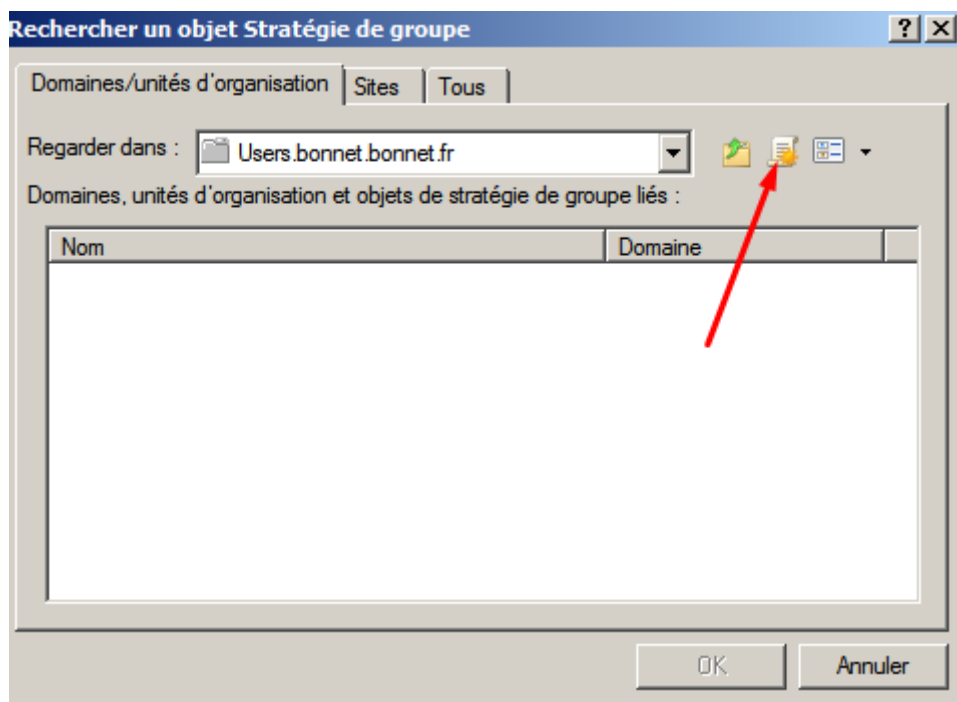 Rechercher un objet Stratégie de groupe
Domaines/unités d'organisation Sites Tous
Regarder dans : Users.bonnet.bonnet.fr
Domaines, unités d'organisation et objets de stratégie de groupe liés :
Nom Domaine
OK Annuler